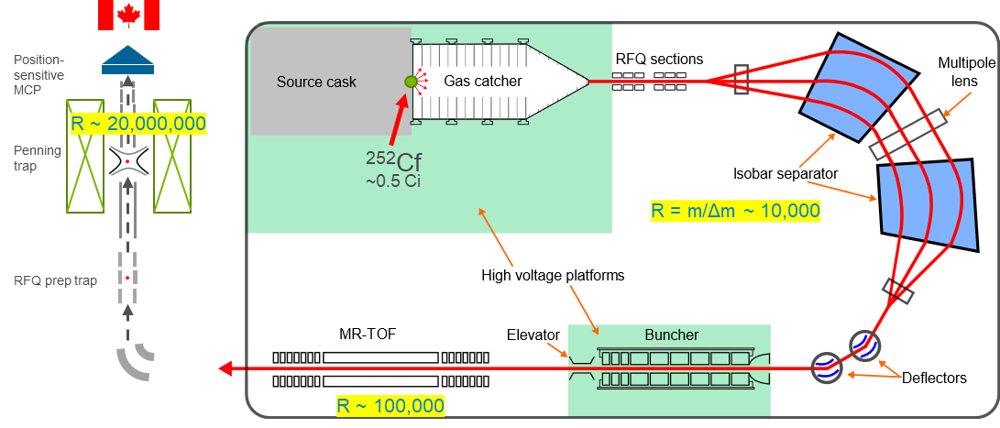 Position-
sensitive
MCP
R ~ 20,000,000
Penning
trap
RFQ prep trap
Source cask
Gas catcher
252Cf
~0.5 Ci
RFQ sections
Multipole
lens
Isobar separator
R = m/Δm ~ 10,000
High voltage platforms
MR-TOF
Elevator
Buncher
Deflectors
R ~ 100,000